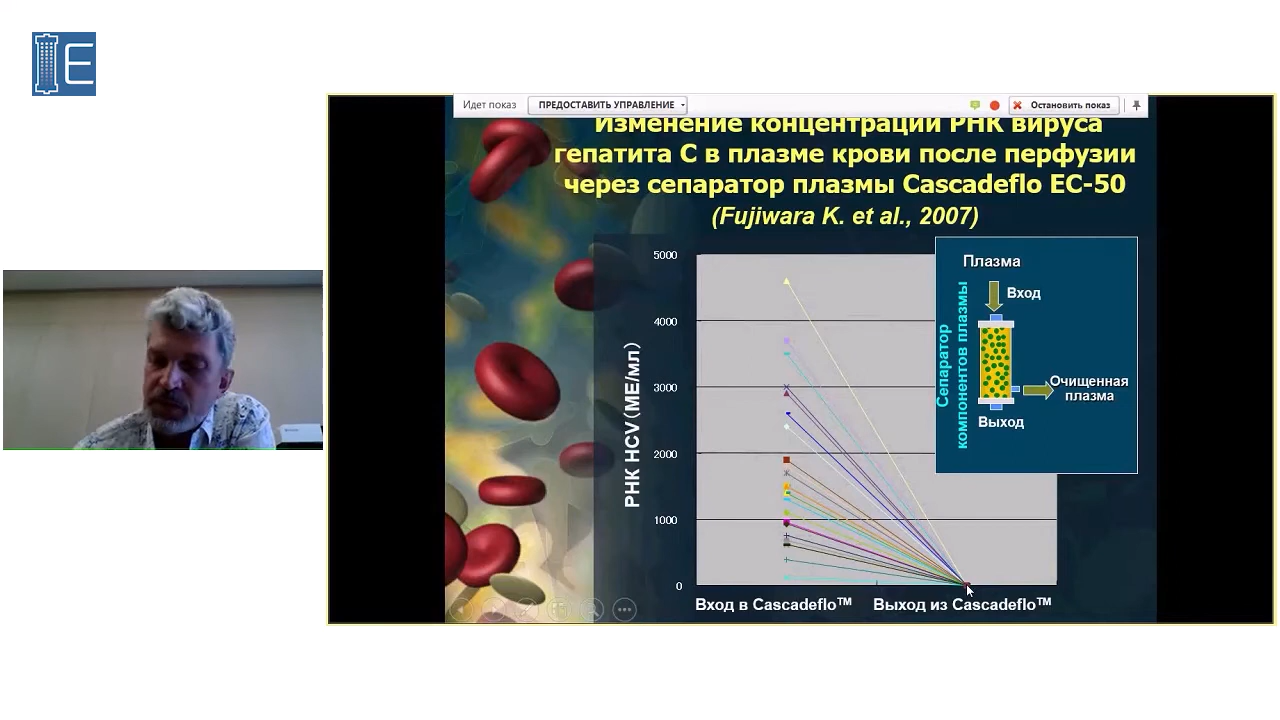 E
Идет показ
ПРЕДОСТАВИТЬ УПРАВЛЕНИЕ
Остановить показ
Изменение концентрации РНК вируса
гепатита С в плазме крови после перфузии
через сепаратор плазмы Cascadeflo EC-50
(Fujiwara K. et al., 2007)
РНК HCV(МЕ/мл)
5000
4000
3000
2000
1000
0
Сепаратор
компонентов плазмы
Плазма
Вход
Очищенная
плазма
Выход
Вход в Cascadeflo™
Выход из Cascadeflo™